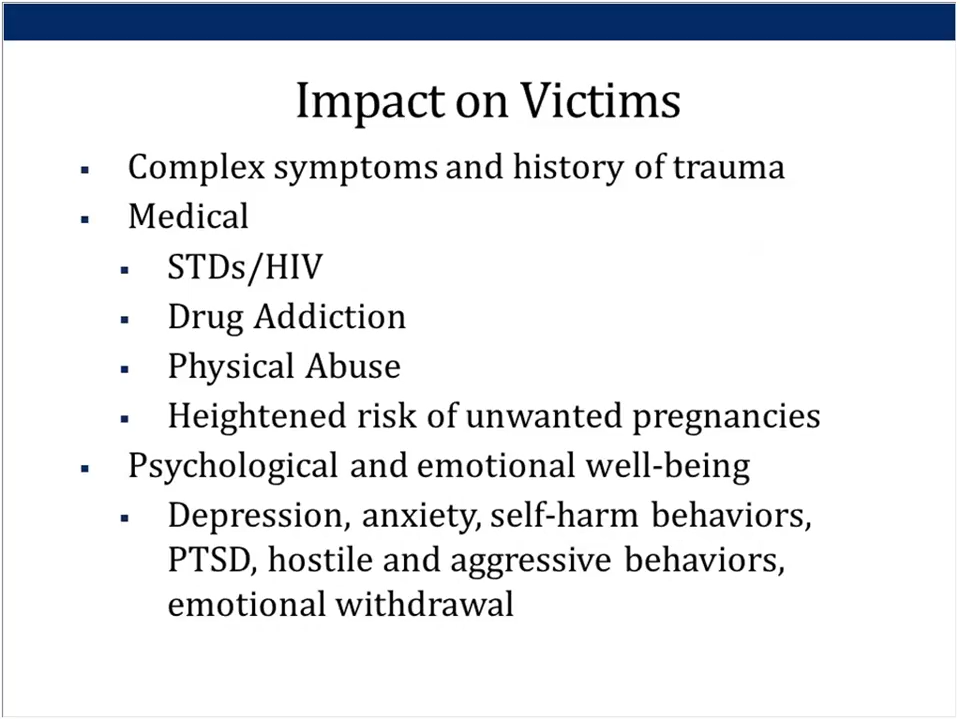 Impact on Victims
Complex symptoms and history of trauma
Medical
STDs/HIV
Drug Addiction
Physical Abuse
Heightened risk of unwanted pregnancies
Psychological and emotional well-being
Depression, anxiety, self-harm behaviors,
PTSD, hostile and aggressive behaviors,
emotional withdrawal